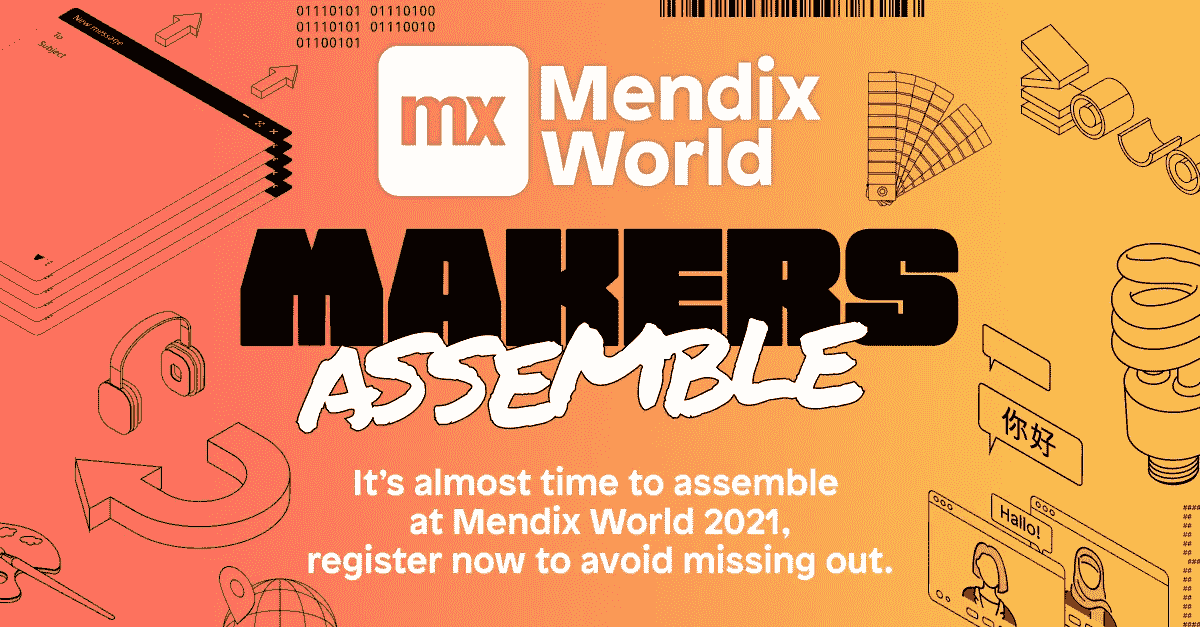 New message
To
Subject
01110101 01110100
01110101 01110010
01100101
mx
Mendix
World
MAKERS
ASSEMBLE
It's almost time to assemble
at Mendix World 2021,
register now to avoid missing out.
你好
Hallo!